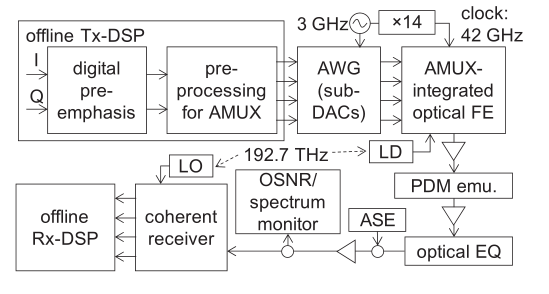 offline Tx-DSP
I
Q
digital
pre-
emphasis
pre-
processing
for AMUX
3 GHz
×14
clock:
42 GHz
AWG
(sub-
DACs)
AMUX-
integrated
optical FE
LO
192.7 THz
LD
PDM emu.
offline
Rx-DSP
coherent
receiver
OSNR/
spectrum
monitor
ASE
optical EQ